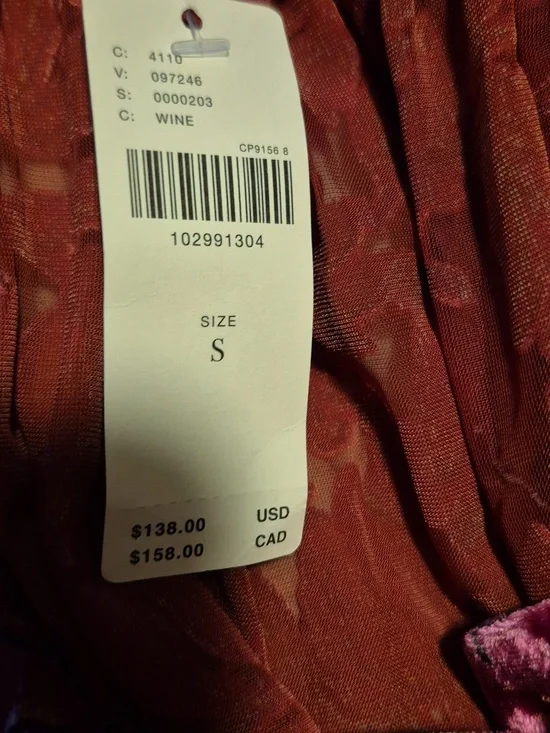 C: 4110
V: 097246
S: 0000203
C: WINE
CP9156 8
102991304
SIZE
S
$138.00 USD
$158.00 CAD